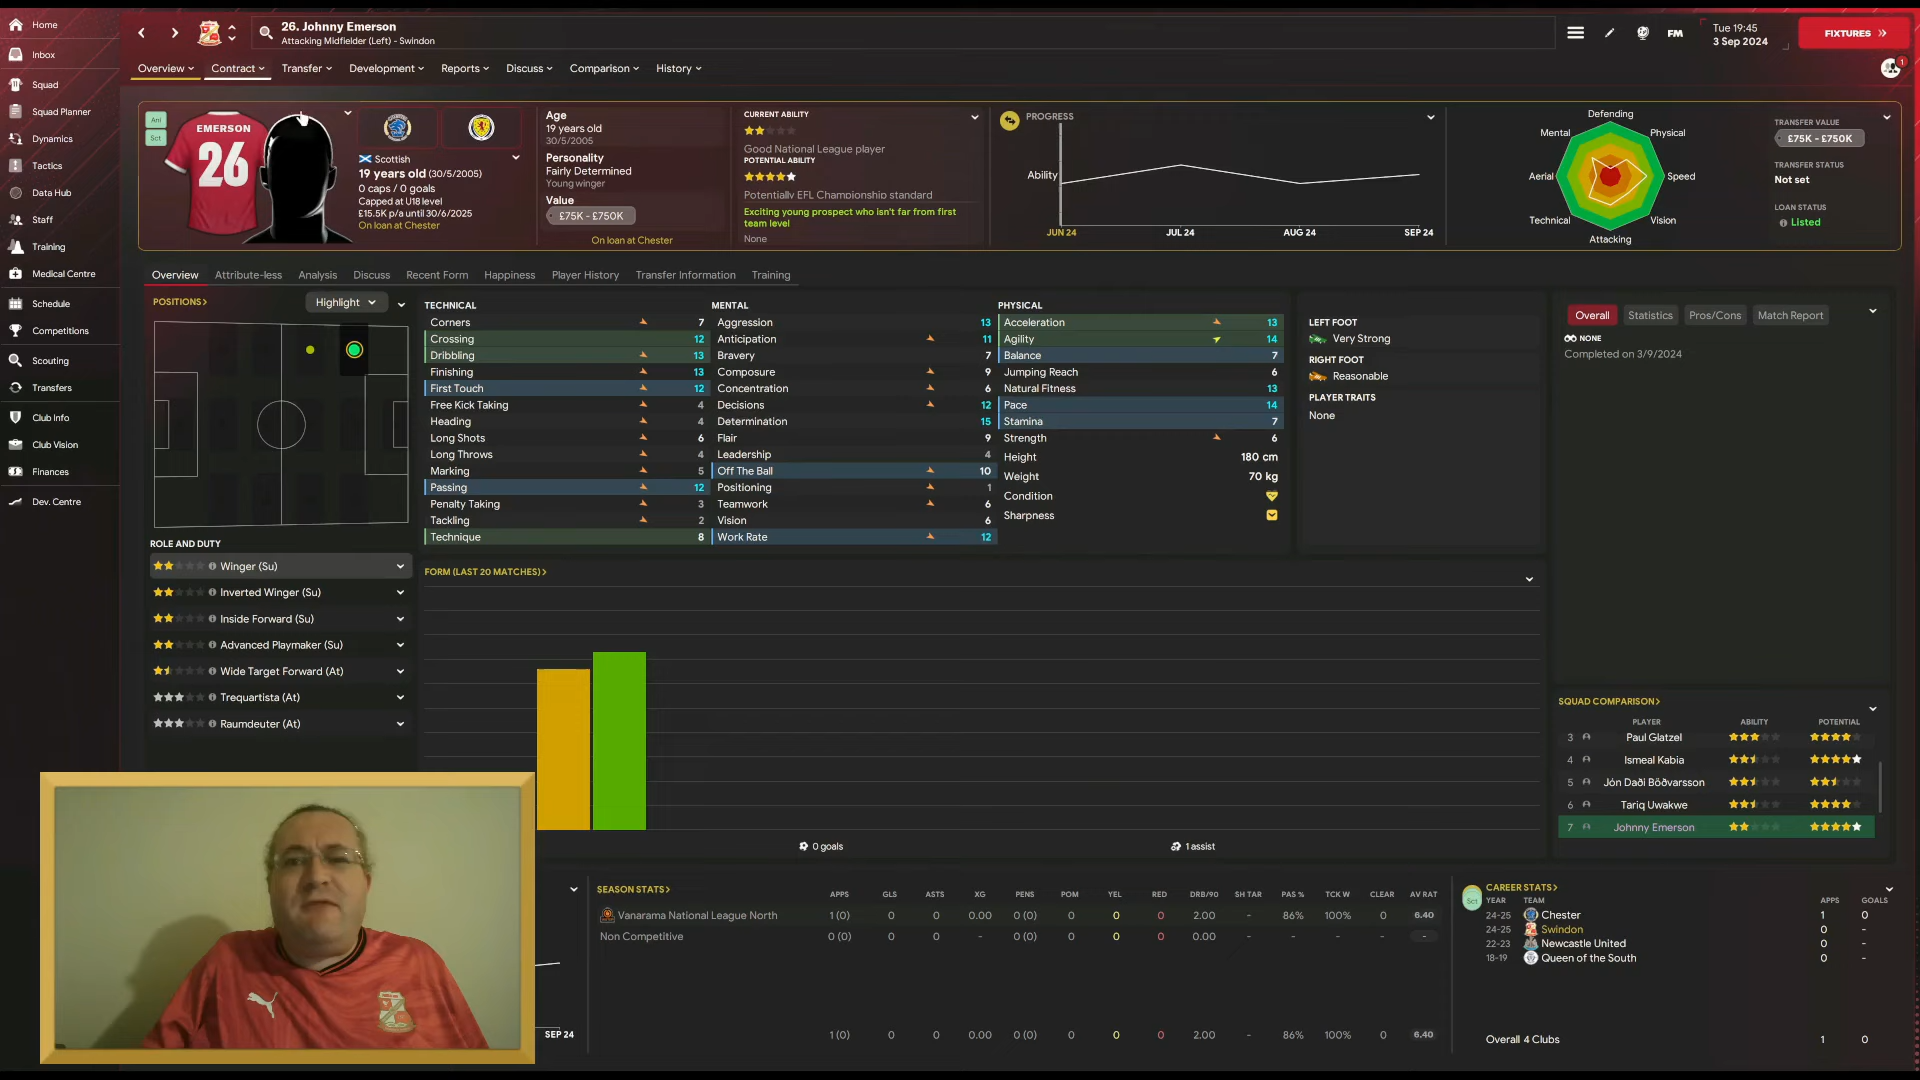 Home
Inbox
Squad
Squad Planner
Dynamics
Tactics
Data Hub
Staff
Training
Medical Centre
Schedule
Competitions
Scouting
Transfers
Club Info
Club Vision
Finances
Dev. Centre
26. Johnny Emerson
Attacking Midfielder (Left) - Swindon
FM
Tue 19:45
3 Sep 2024
FIXTURES
1
Overview Contract Transfer Development Reports Discuss Comparison History
Ani
Sct
EMERSON
26
Scottish
19 years old (30/5/2005)
0 caps / 0 goals
Capped at U18 level
£15.5K p/a until 30/6/2025
On loan at Chester
Age
19 years old
30/5/2005
Personality
Fairly Determined
Young winger
Value
£75K - £750K
On loan at Chester
CURRENT ABILITY
Good National League player
POTENTIAL ABILITY
Potentially EFL Championship standard
Exciting young prospect who isn't far from first
team level
None
PROGRESS
Ability
JUN 24 JUL 24 AUG 24 SEP 24
Defending
Mental Physical
Aerial Speed
Technical Vision
Attacking
TRANSFER VALUE
£75K - £750K
TRANSFER STATUS
Not set
LOAN STATUS
Listed
Overview Attribute-less Analysis Discuss Recent Form Happiness Player History Transfer Information Training
POSITIONS>
Highlight
ROLE AND DUTY
Winger (Su)
Inverted Winger (Su)
Inside Forward (Su)
Advanced Playmaker (Su)
Wide Target Forward (At)
Trequartista (At)
Raumdeuter (At)
TECHNICAL
Corners 7
Crossing 12
Dribbling 13
Finishing 13
First Touch 12
Free Kick Taking 4
Heading 4
Long Shots 6
Long Throws 4
Marking 5
Passing 12
Penalty Taking 3
Tackling 2
Technique 8
MENTAL
Aggression 13
Anticipation 11
Bravery 7
Composure 9
Concentration 6
Decisions 12
Determination 15
Flair 9
Leadership 4
Off The Ball 10
Positioning 1
Teamwork 6
Vision 6
Work Rate 12
PHYSICAL
Acceleration 13
Agility 14
Balance 7
Jumping Reach 6
Natural Fitness 13
Pace 14
Stamina 7
Strength 6
Height 180 cm
Weight 70 kg
Condition
Sharpness
LEFT FOOT
Very Strong
RIGHT FOOT
Reasonable
PLAYER TRAITS
None
Overall Statistics Pros/Cons Match Report
NONE
Completed on 3/9/2024
FORM (LAST 20 MATCHES)>
0 goals 1 assist
SQUAD COMPARISON>
PLAYER ABILITY POTENTIAL
3 Paul Glatzel
4 Ismeal Kabia
5 Jón Daði Böðvarsson
6 Tariq Uwakwe
7 Johnny Emerson
SEP 24
SEASON STATS> APPS GLS ASTS XG PENS POM YEL RED DRB/90 SH TAR PAS % TCK W CLEAR AV RAT
Vanarama National League North 1 (0) 0 0 0.00 0 (0) 0 0 0 2.00 - 86% 100% 0 6.40
Non Competitive 0 (0) 0 0 - 0 (0) 0 0 0 0.00 - - - - -
1 (0) 0 0 0.00 0 (0) 0 0 0 2.00 - 86% 100% 0 6.40
Sct
CAREER STATS>
YEAR TEAM APPS GOALS
24-25 Chester 1 0
24-25 Swindon 0 -
22-23 Newcastle United 0 -
18-19 Queen of the South 0 -
Overall 4 Clubs 1 0